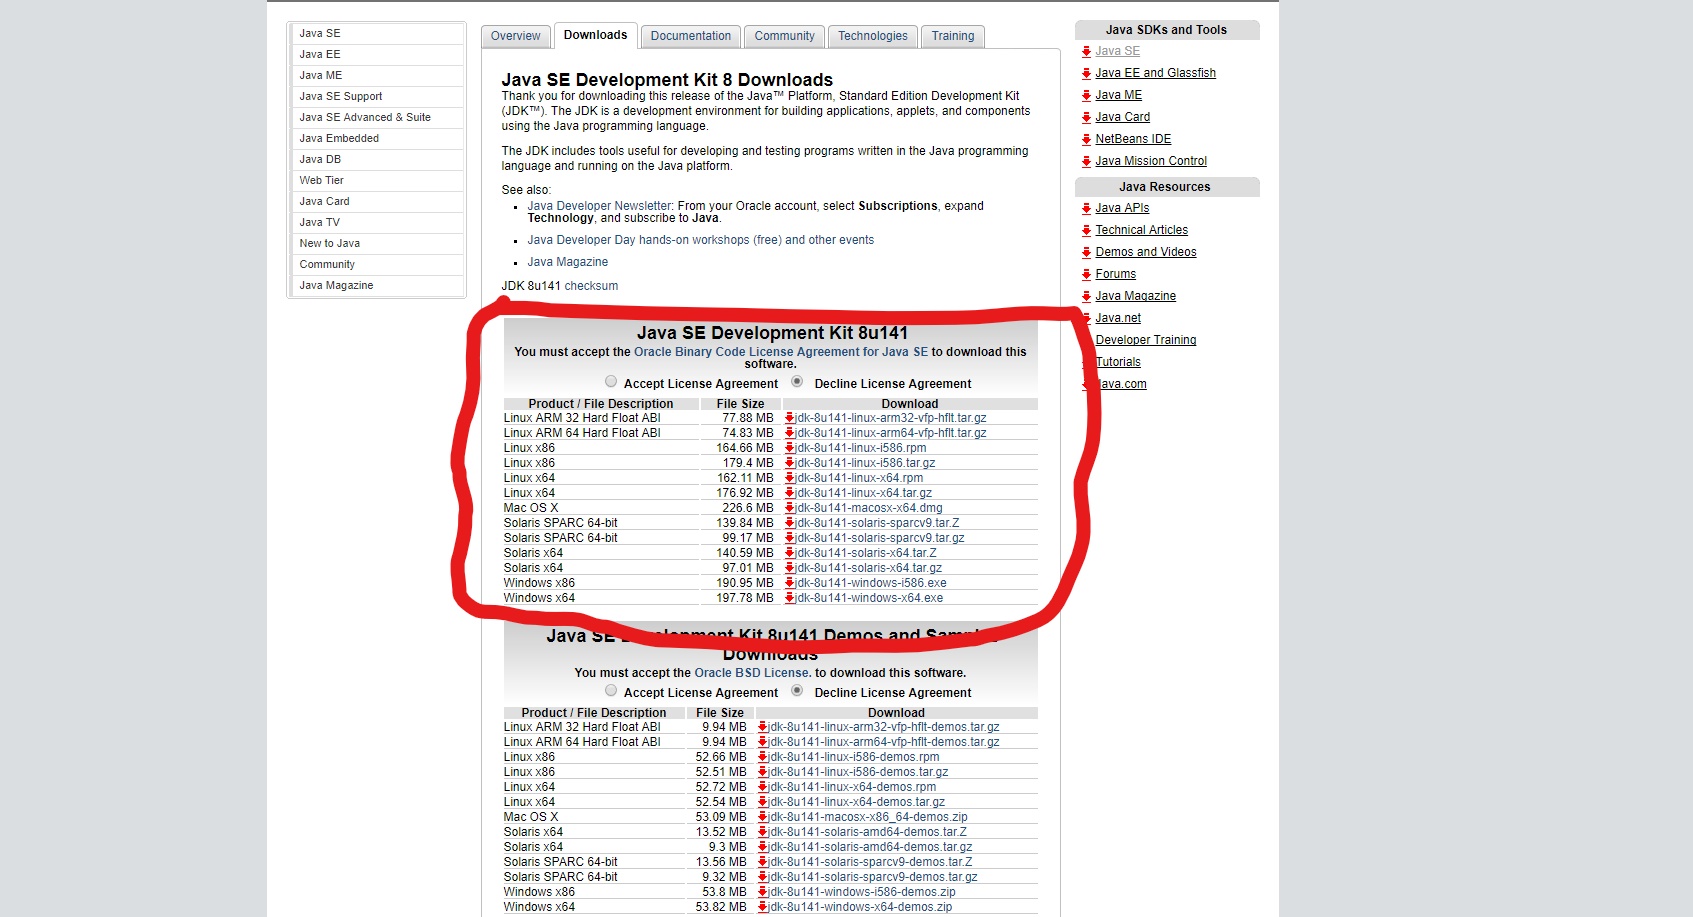 Java SE
Java EE
Java ME
Java SE Support
Java SE Advanced & Suite
Java Embedded
Java DB
Web Tier
Java Card
Java TV
New to Java
Community
Java Magazine
Overview Downloads Documentation Community Technologies Training
Java SE Development Kit 8 Downloads
Thank you for downloading this release of the Java™ Platform, Standard Edition Development Kit
(JDK™). The JDK is a development environment for building applications, applets, and components
using the Java programming language.
The JDK includes tools useful for developing and testing programs written in the Java programming
language and running on the Java platform.
See also:
Java Developer Newsletter: From your Oracle account, select Subscriptions, expand
Technology, and subscribe to Java.
Java Developer Day hands-on workshops (free) and other events
Java Magazine
JDK 8u141 checksum
Java SE Development Kit 8u141
You must accept the Oracle Binary Code License Agreement for Java SE to download this
software.
Accept License Agreement Decline License Agreement
Product / File Description File Size Download
Linux ARM 32 Hard Float ABI 77.88 MB jdk-8u141-linux-arm32-vfp-hflt.tar.gz
Linux ARM 64 Hard Float ABI 74.83 MB jdk-8u141-linux-arm64-vfp-hflt.tar.gz
Linux x86 164.66 MB jdk-8u141-linux-i586.rpm
Linux x86 179.4 MB jdk-8u141-linux-i586.tar.gz
Linux x64 162.11 MB jdk-8u141-linux-x64.rpm
Linux x64 176.92 MB jdk-8u141-linux-x64.tar.gz
Mac OS X 226.6 MB jdk-8u141-macosx-x64.dmg
Solaris SPARC 64-bit 139.84 MB jdk-8u141-solaris-sparcv9.tar.Z
Solaris SPARC 64-bit 99.17 MB jdk-8u141-solaris-sparcv9.tar.gz
Solaris x64 140.59 MB jdk-8u141-solaris-x64.tar.Z
Solaris x64 97.01 MB jdk-8u141-solaris-x64.tar.gz
Windows x86 190.95 MB jdk-8u141-windows-i586.exe
Windows x64 197.78 MB jdk-8u141-windows-x64.exe
Java SE Development Kit 8u141 Demos and Samples
Downloads
You must accept the Oracle BSD License. to download this software.
Accept License Agreement Decline License Agreement
Product / File Description File Size Download
Linux ARM 32 Hard Float ABI 9.94 MB jdk-8u141-linux-arm32-vfp-hflt-demos.tar.gz
Linux ARM 64 Hard Float ABI 9.94 MB jdk-8u141-linux-arm64-vfp-hflt-demos.tar.gz
Linux x86 52.66 MB jdk-8u141-linux-i586-demos.rpm
Linux x86 52.51 MB jdk-8u141-linux-i586-demos.tar.gz
Linux x64 52.72 MB jdk-8u141-linux-x64-demos.rpm
Linux x64 52.54 MB jdk-8u141-linux-x64-demos.tar.gz
Mac OS X 53.09 MB jdk-8u141-macosx-x86_64-demos.zip
Solaris x64 13.52 MB jdk-8u141-solaris-amd64-demos.tar.Z
Solaris x64 9.3 MB jdk-8u141-solaris-amd64-demos.tar.gz
Solaris SPARC 64-bit 13.56 MB jdk-8u141-solaris-sparcv9-demos.tar.Z
Solaris SPARC 64-bit 9.32 MB jdk-8u141-solaris-sparcv9-demos.tar.gz
Windows x86 53.8 MB jdk-8u141-windows-i586-demos.zip
Windows x64 53.82 MB jdk-8u141-windows-x64-demos.zip
Java SDKs and Tools
Java SE
Java EE and Glassfish
Java ME
Java Card
NetBeans IDE
Java Mission Control
Java Resources
Java APIs
Technical Articles
Demos and Videos
Forums
Java Magazine
Java.net
Developer Training
Tutorials
Java.com